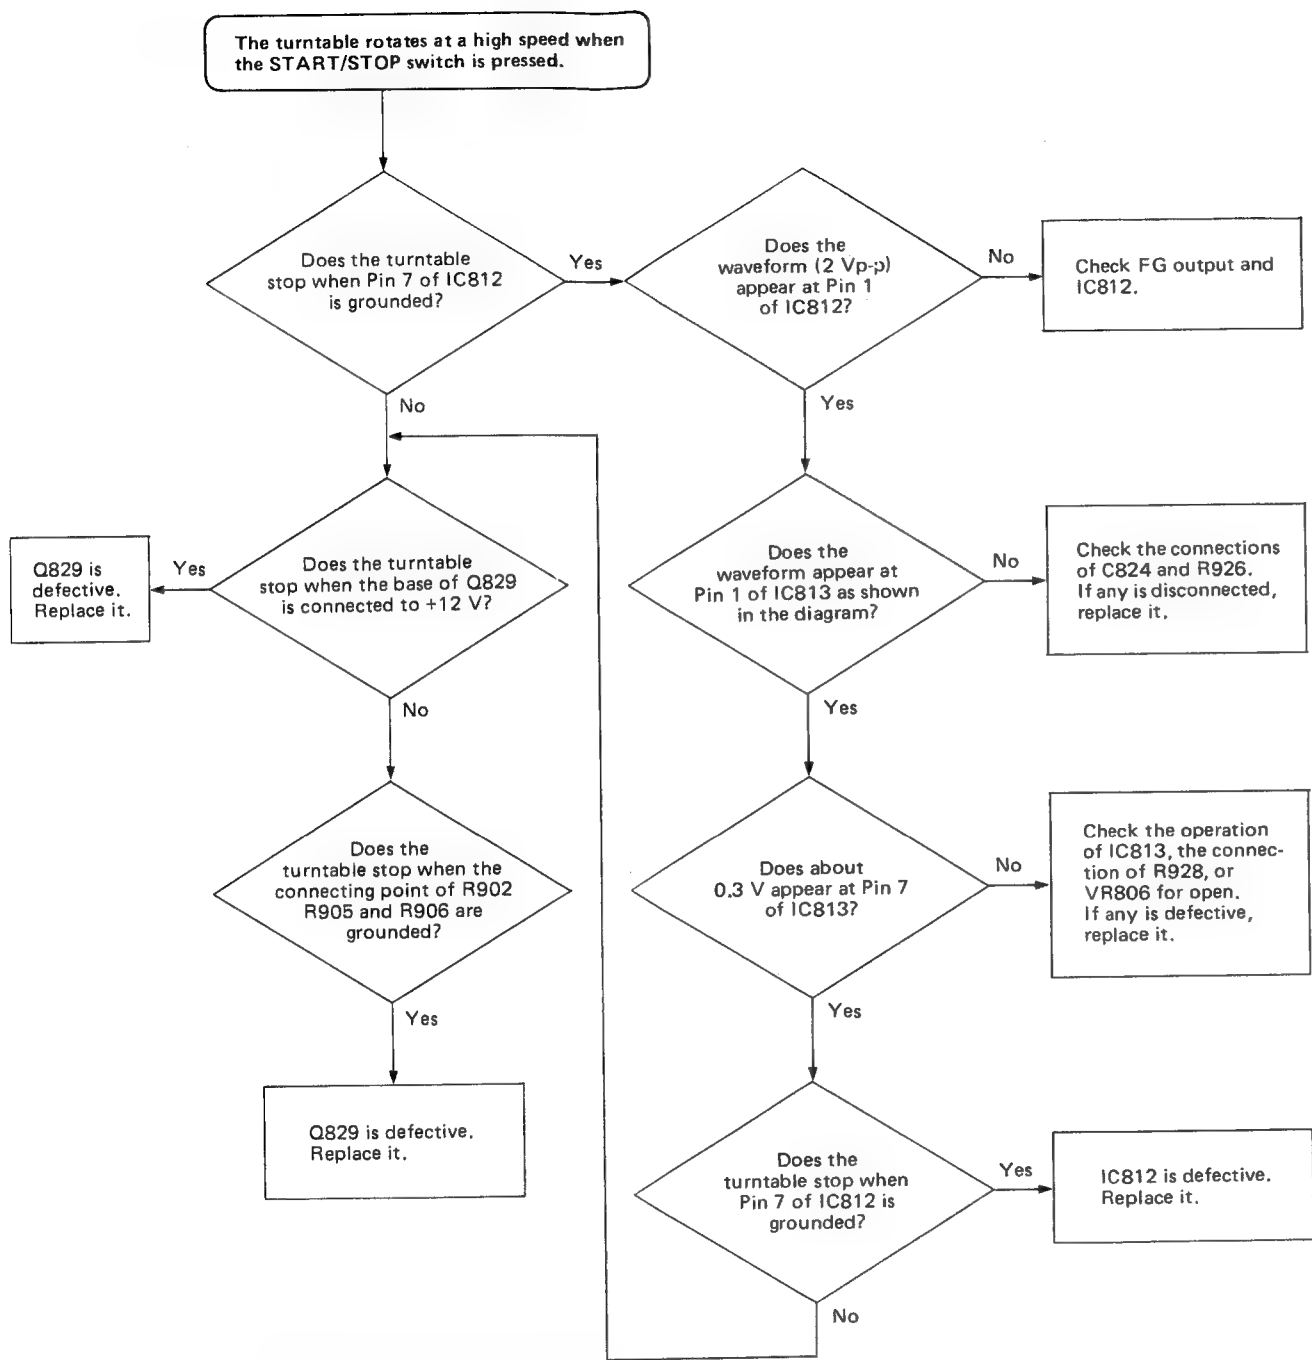 The turntable rotates at a high speed when
the START/STOP switch is pressed.
Does the turntable
stop when Pin 7 of IC812
is grounded?
Yes
No
Does the
waveform (2 Vp-p)
appear at Pin 1
of IC812?
No
Yes
Check FG output and
IC812.
Does the turntable
stop when the base of Q829
is connected to +12 V?
Yes
No
Q829 is
defective.
Replace it.
Does the
waveform appear at
Pin 1 of IC813 as shown
in the diagram?
No
Yes
Check the connections
of C824 and R926.
If any is disconnected,
replace it.
Does the
turntable stop when the
connecting point of R902
R905 and R906 are
grounded?
Yes
Q829 is defective.
Replace it.
Does about
0.3 V appear at Pin 7
of IC813?
No
Yes
Check the operation
of IC813, the connec-
tion of R928, or
VR806 for open.
If any is defective,
replace it.
Does the
turntable stop when
Pin 7 of IC812 is
grounded?
Yes
No
IC812 is defective.
Replace it.